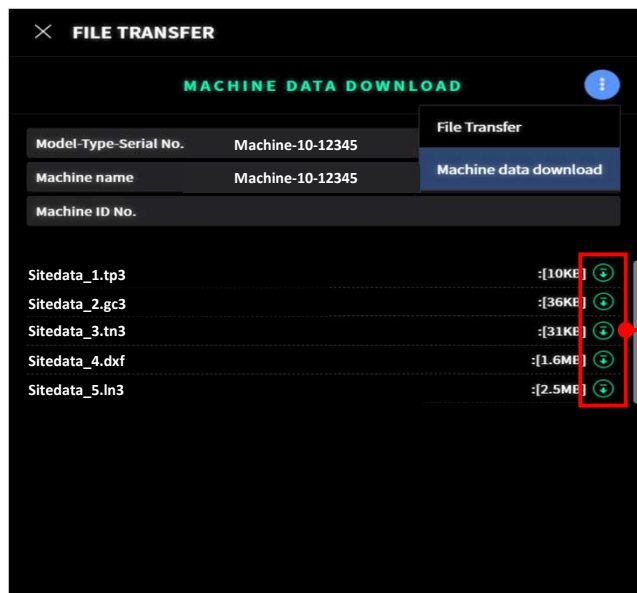 FILE TRANSFER
MACHINE DATA DOWNLOAD
File Transfer
Machine data download
Model-Type-Serial No. Machine-10-12345
Machine name Machine-10-12345
Machine ID No.
Sitedata_1.tp3 :[10KB]
Sitedata_2.gc3 :[36KB]
Sitedata_3.tn3 :[31KB]
Sitedata_4.dxf :[1.6MB]
Sitedata_5.ln3 :[2.5MB]